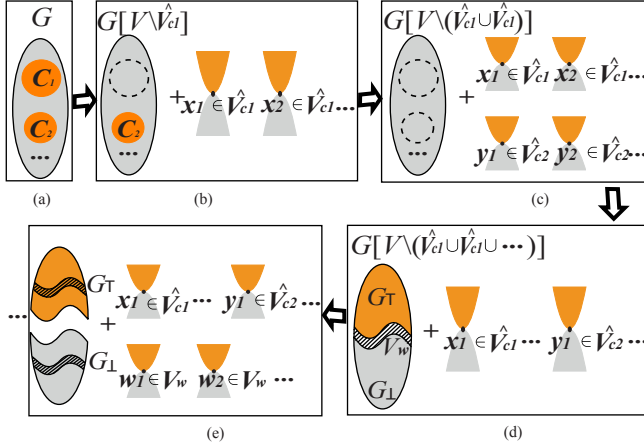 G
C₁
C₂
...
(a)
G[V\V̂c1]
C₂
...
+ x1 ∈ V̂c1 x2 ∈ V̂c1 ...
(b)
G[V\(V̂c1∪V̂c1)]
...
+
x1 ∈ V̂c1 x2 ∈ V̂c1 ...
y1 ∈ V̂c2 y2 ∈ V̂c2 ...
(c)
G[V\(V̂c1∪V̂c1∪ ··· )]
G⊤
Vw
G⊥
+ x1 ∈ V̂c1 ... y1 ∈ V̂c2 ...
(d)
...
G⊤
G⊥
+
x1 ∈ V̂c1 ... y1 ∈ V̂c2 ...
w1 ∈ Vw w2 ∈ Vw ...
(e)